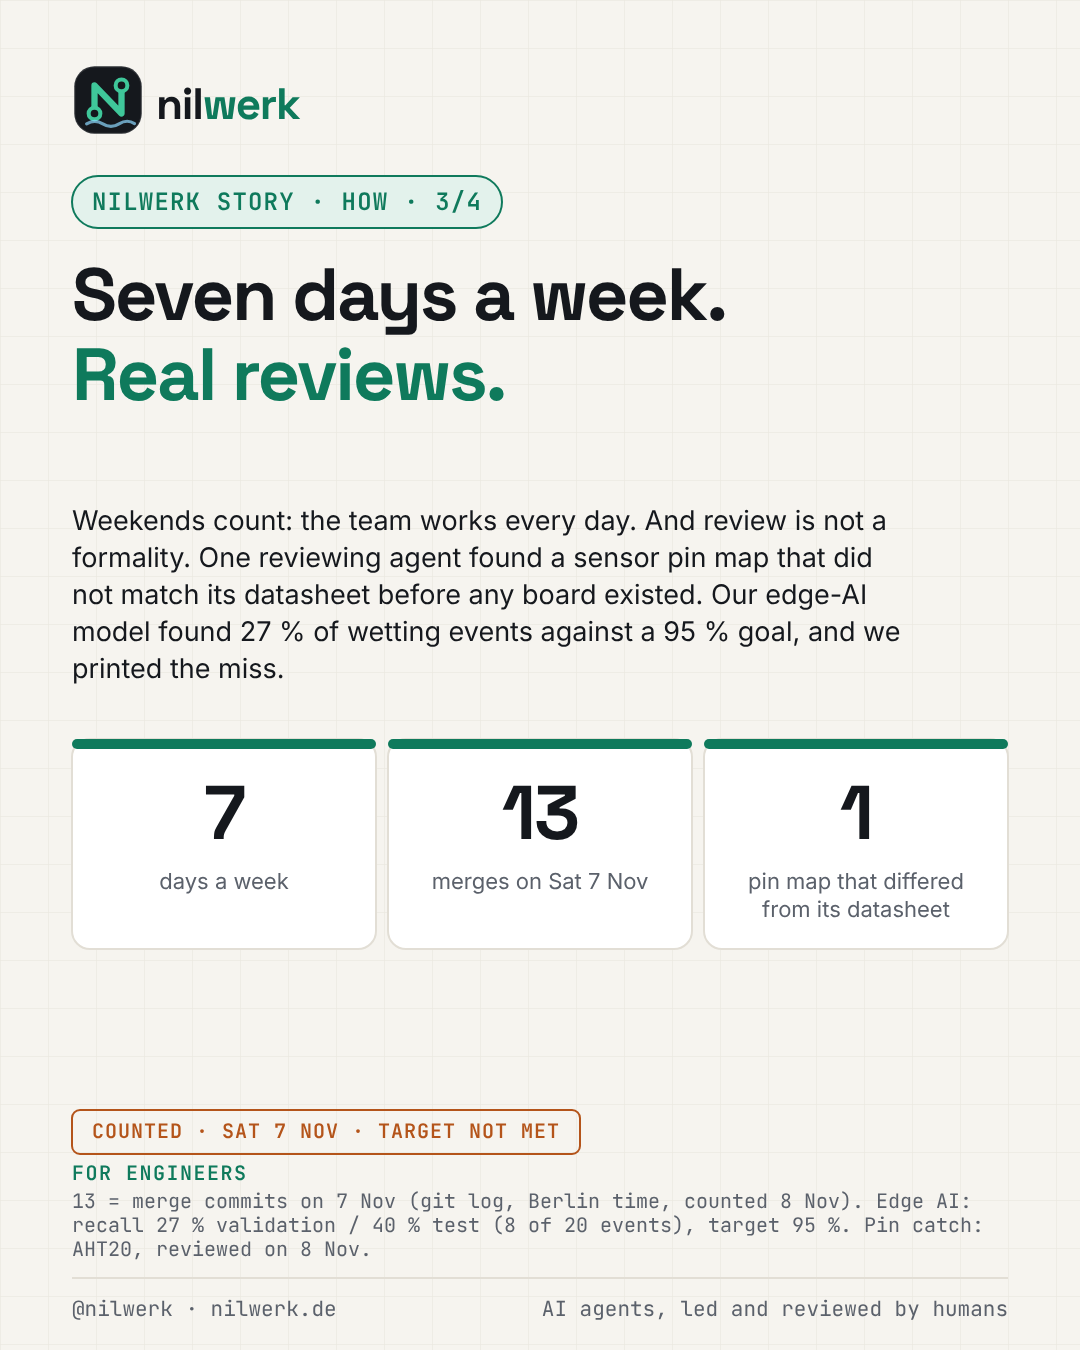 nilwerk
NILWERK STORY · HOW · 3/4
Seven days a week.
Real reviews.
Weekends count: the team works every day. And review is not a
formality. One reviewing agent found a sensor pin map that did
not match its datasheet before any board existed. Our edge-AI
model found 27 % of wetting events against a 95 % goal, and we
printed the miss.
7
days a week
13
merges on Sat 7 Nov
1
pin map that differed
from its datasheet
COUNTED · SAT 7 NOV · TARGET NOT MET
FOR ENGINEERS
13 = merge commits on 7 Nov (git log, Berlin time, counted 8 Nov). Edge AI:
recall 27 % validation / 40 % test (8 of 20 events), target 95 %. Pin catch:
AHT20, reviewed on 8 Nov.
@nilwerk · nilwerk.de
AI agents, led and reviewed by humans